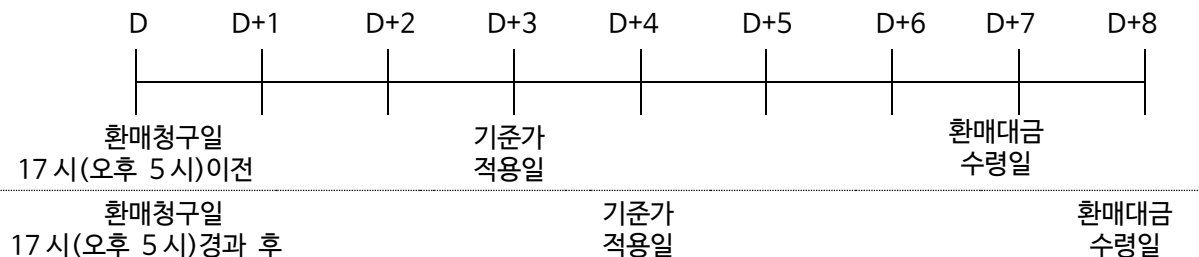 D D+1 D+2 D+3 D+4 D+5 D+6 D+7 D+8
환매청구일 기준가 환매대금
17시(오후 5시)이전 적용일 수령일
환매청구일 기준가 환매대금
17시(오후 5시)경과 후 적용일 수령일